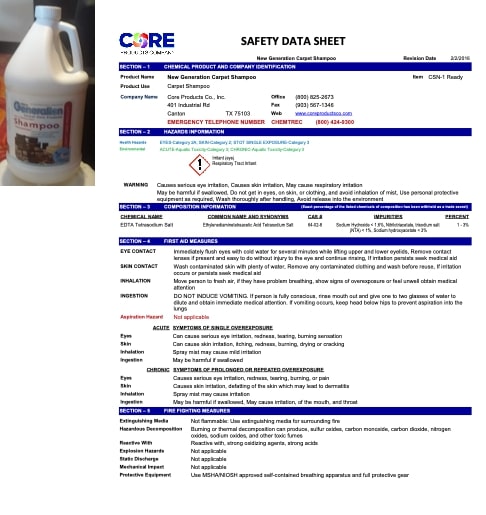 Generation
Shampoo
CORE
PRODUCTS COMPANY
SAFETY DATA SHEET
New Generation Carpet Shampoo Revision Date 2/2/2016
SECTION – 1 CHEMICAL PRODUCT AND COMPANY IDENTIFICATION
Product Name New Generation Carpet Shampoo Item CSN-1 Ready
Product Use Carpet Shampoo
Company Name Core Products Co., Inc. Office (800) 825-2673
401 Industrial Rd Fax (903) 567-1346
Canton TX 75103 Web www.coreproductsco.com
EMERGENCY TELEPHONE NUMBER CHEMTREC (800) 424-9300
SECTION – 2 HAZARDS INFORMATION
Health Hazards EYES-Category 2A; SKIN-Category 2; STOT SINGLE EXPOSURE-Category 3
Environmental ACUTE-Aquatic Toxicity-Category 3; CHRONIC-Aquatic Toxicity-Category 3
Irritant (eyes)
Respiratory Tract Irritant
WARNING Causes serious eye irritation, Causes skin irritation, May cause respiratory irritation
May be harmful if swallowed, Do not get in eyes, on skin, or clothing, and avoid inhalation of mist. Use personal protective
equipment as required, Wash thoroughly after handling, Avoid release into the environment
SECTION – 3 COMPOSITION INFORMATION (Exact percentage of the listed chemicals of composition has been withheld as a trade secret)
CHEMICAL NAME COMMON NAME AND SYNONYMS CAS # IMPURITIES PERCENT
EDTA Tetrasodium Salt Ethylenediaminetetraacetic Acid Tetrasodium Salt 64-02-8 Sodium Hydroxide < 1.8%, Nitrilotriacetate, trisodium salt 1 - 3%
(NTA) < 1%, Sodium hydroxyacetate < 3%
SECTION – 4 FIRST AID MEASURES
EYE CONTACT Immediately flush eyes with cold water for several minutes while lifting upper and lower eyelids. Remove contact
lenses if present and easy to do without injury to the eye and continue rinsing, If irritation persists seek medical aid
SKIN CONTACT Wash contaminated skin with plenty of water, Remove any contaminated clothing and wash before reuse, If irritation
occurs or persists seek medical aid
INHALATION Move person to fresh air, if they have problem breathing, show signs of overexposure or feel unwell obtain medical
attention
INGESTION DO NOT INDUCE VOMITING. If person is fully conscious, rinse mouth out and give one to two glasses of water to
dilute and obtain immediate medical attention. If vomiting occurs, keep head below hips to prevent aspiration into the
lungs
Aspiration Hazard Not applicable
ACUTE SYMPTOMS OF SINGLE OVEREXPOSURE
Eyes Can cause serious eye irritation, redness, tearing, burning sensation
Skin Can cause skin irritation, itching, redness, burning, drying or cracking
Inhalation Spray mist may cause mild irritation
Ingestion May be harmful if swallowed
CHRONIC SYMPTOMS OF PROLONGED OR REPEATED OVEREXPOSURE
Eyes Causes serious eye irritation, redness, tearing, burning, or pain
Skin Causes skin irritation, defatting of the skin which may lead to dermatitis
Inhalation Spray mist may cause irritation
Ingestion May be harmful if swallowed, May cause irritation, of the mouth, and throat
SECTION – 5 FIRE FIGHTING MEASURES
Extinguishing Media Not flammable: Use extinguishing media for surrounding fire
Hazardous Decomposition Burning or thermal decomposition can produce, sulfur oxides, carbon monoxide, carbon dioxide, nitrogen
oxides, sodium oxides, and other toxic fumes
Reactive With Reactive with, strong oxidizing agents, strong acids
Explosion Hazards Not applicable
Static Discharge Not applicable
Mechanical Impact Not applicable
Protective Equipment Use MSHA/NIOSH approved self-contained breathing apparatus and full protective gear